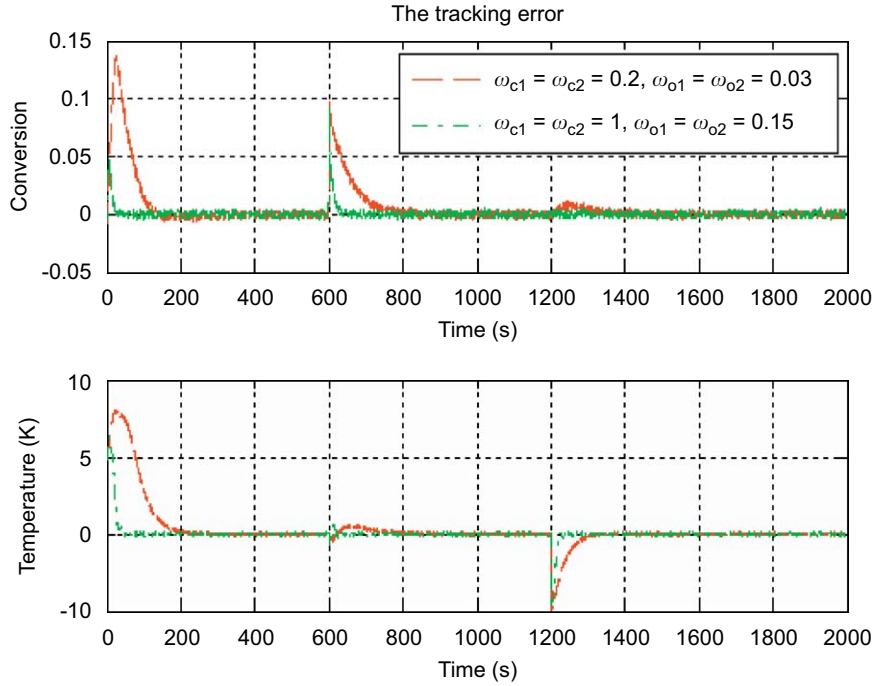 The tracking error
0.15
0.1
0.05
0
-0.05
Conversion
ωc1 = ωc2 = 0.2, ωo1 = ωo2 = 0.03
ωc1 = ωc2 = 1, ωo1 = ωo2 = 0.15
0 200 400 600 800 1000 1200 1400 1600 1800 2000
Time (s)
10
5
0
-10
Temperature (K)
0 200 400 600 800 1000 1200 1400 1600 1800 2000
Time (s)